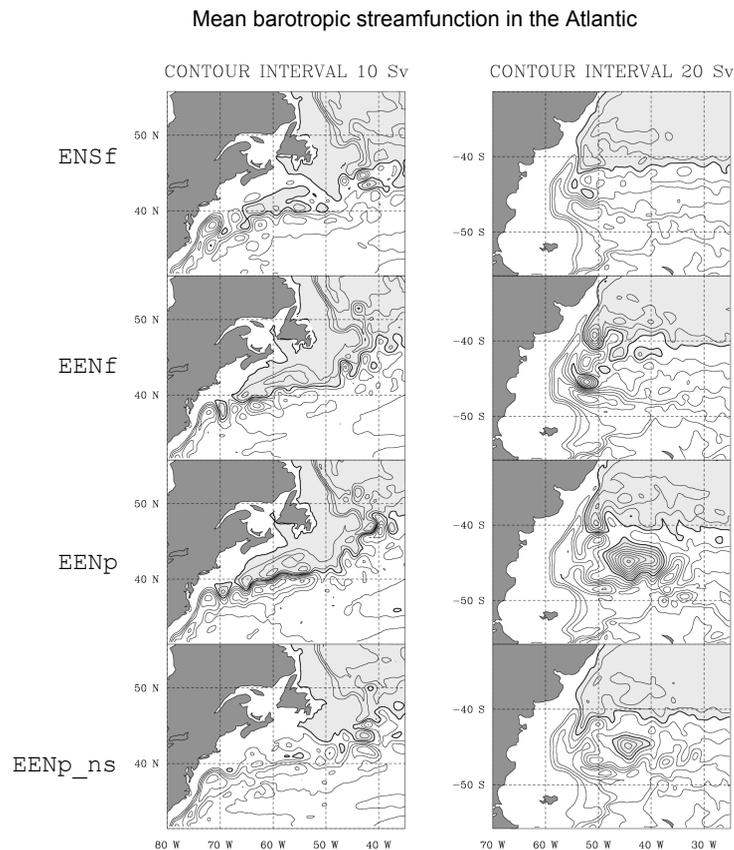 Mean barotropic streamfunction in the Atlantic
CONTOUR INTERVAL 10 Sv CONTOUR INTERVAL 20 Sv
50 N
ENSf
-40 S
40 N
-50 S
50 N
EENf
-40 S
40 N
-50 S
50 N
EENp
-40 S
40 N
-50 S
50 N
-40 S
EENp_ns
40 N
-50 S
80 W 70 W 60 W 50 W 40 W 70 W 60 W 50 W 40 W 30 W